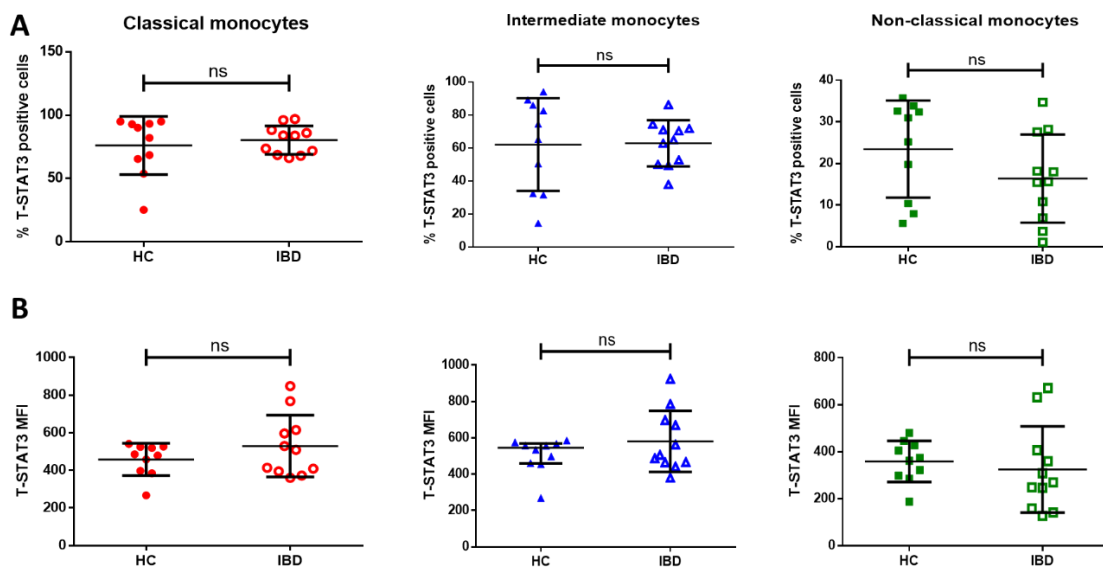 A
Classical monocytes
Intermediate monocytes
Non-classical monocytes
% T-STAT3 positive cells
150
100
50
0
ns
HC
IBD
% T-STAT3 positive cells
100
80
60
40
20
0
ns
HC
IBD
% T-STAT3 positive cells
40
30
20
10
0
ns
HC
IBD
B
T-STAT3 MFI
1000
800
600
400
200
0
ns
HC
IBD
T-STAT3 MFI
1000
800
600
400
200
0
ns
HC
IBD
T-STAT3 MFI
800
600
400
200
0
ns
HC
IBD